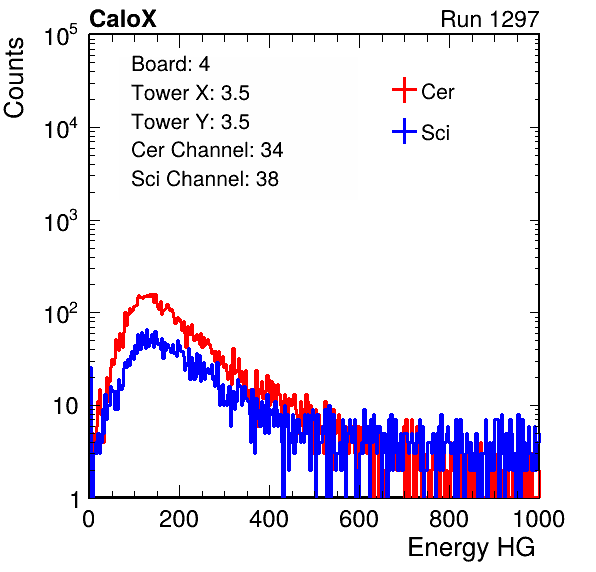 CaloX Run 1297
Counts
10^5
10^4
10^3
10^2
10
1
Board: 4
Tower X: 3.5
Tower Y: 3.5
Cer Channel: 34
Sci Channel: 38
Cer
Sci
0 200 400 600 800 1000
Energy HG